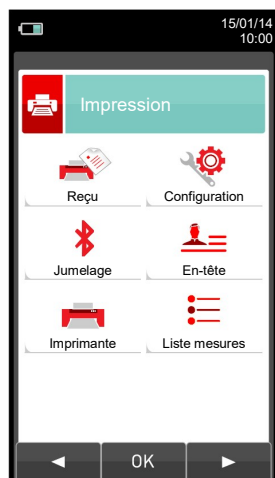 15/01/14
10:00
Impression
Reçu
Configuration
Jumelage
En-tête
Imprimante
Liste mesures
OK